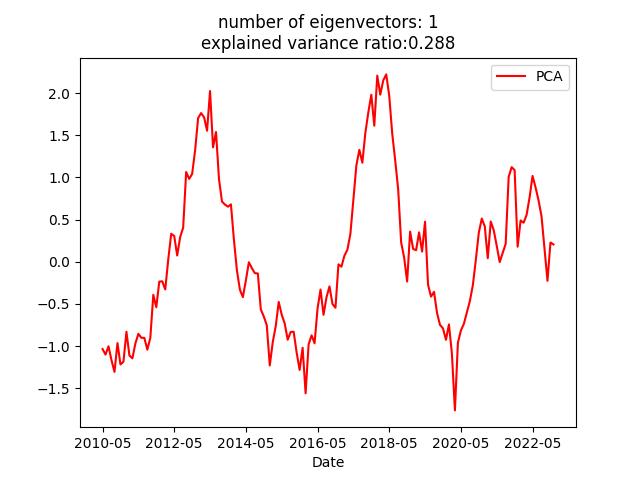 number of eigenvectors: 1
explained variance ratio:0.288
PCA
2.0
1.5
1.0
0.5
0.0
−0.5
−1.0
−1.5
2010-05 2012-05 2014-05 2016-05 2018-05 2020-05 2022-05
Date